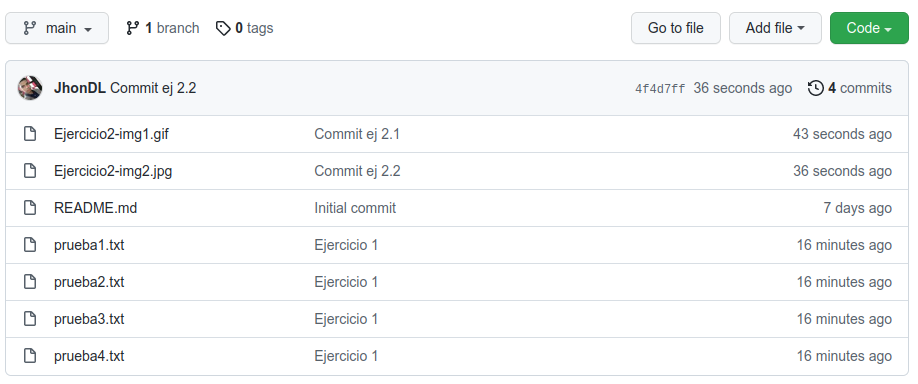 main 1 branch 0 tags Go to file Add file Code
JhonDL Commit ej 2.2 4f4d7ff 36 seconds ago 4 commits
Ejercicio2-img1.gif Commit ej 2.1 43 seconds ago
Ejercicio2-img2.jpg Commit ej 2.2 36 seconds ago
README.md Initial commit 7 days ago
prueba1.txt Ejercicio 1 16 minutes ago
prueba2.txt Ejercicio 1 16 minutes ago
prueba3.txt Ejercicio 1 16 minutes ago
prueba4.txt Ejercicio 1 16 minutes ago